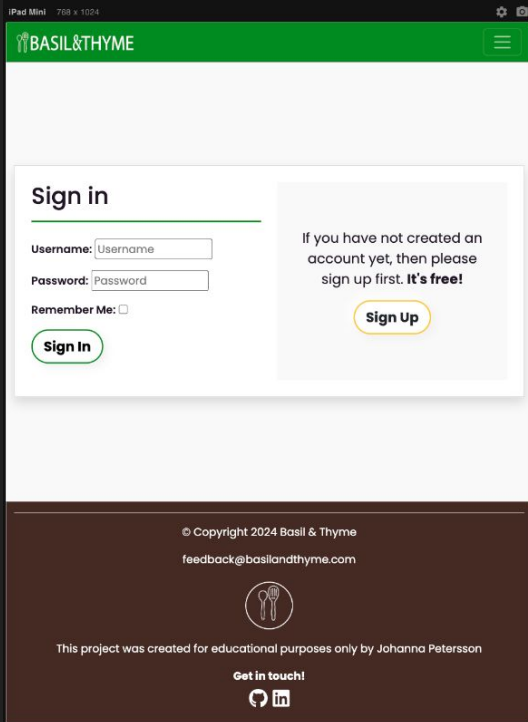 iPad Mini 768 x 1024
BASIL&THYME
Sign in
Username: Username
Password: Password
Remember Me:
Sign In
If you have not created an
account yet, then please
sign up first. It's free!
Sign Up
© Copyright 2024 Basil & Thyme
feedback@basilandthyme.com
This project was created for educational purposes only by Johanna Petersson
Get in touch!
in